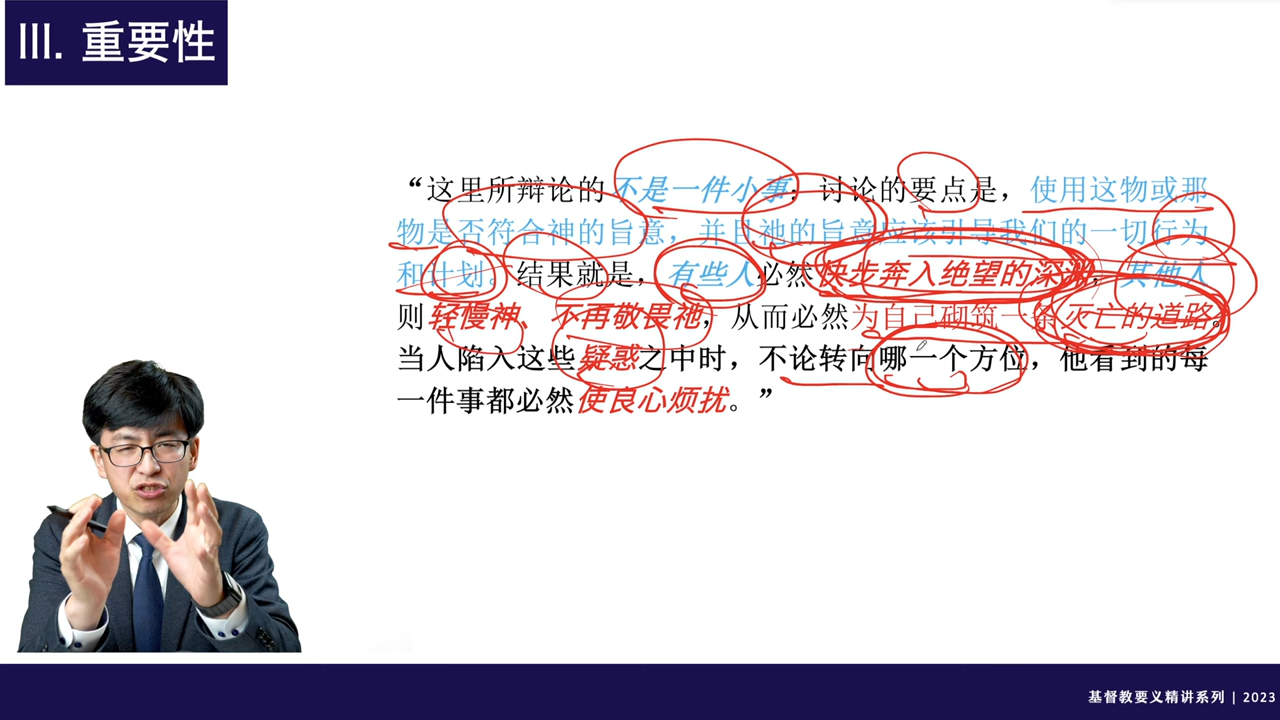 III. 重要性
“这里所辩论的不是一件小事；讨论的要点是，使用这物或那
物是否符合神的旨意，并且祂的旨意应该引导我们的一切行为
和计划。结果就是，有些人必然快步奔入绝望的深渊，其他人
则轻慢神、不再敬畏祂，从而必然为自己砌筑一条灭亡的道路。
当人陷入这些疑惑之中时，不论转向哪一个方位，他看到的每
一件事都必然使良心烦扰。”
基督教要义精讲系列 | 2023